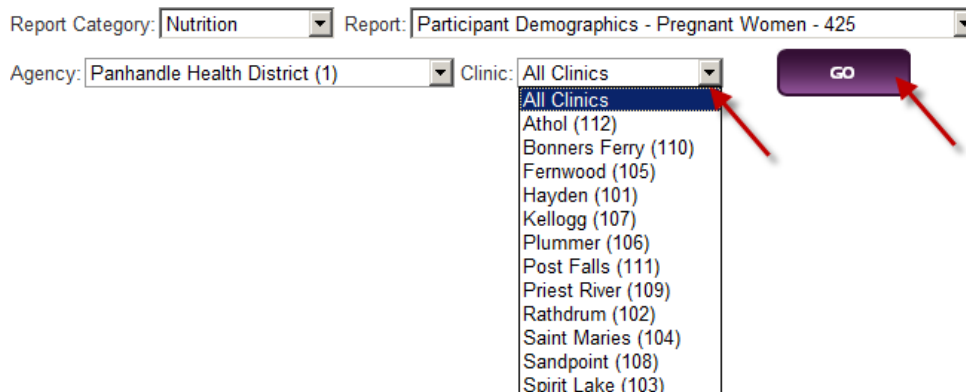 Report Category: Nutrition Report: Participant Demographics - Pregnant Women - 425
Agency: Panhandle Health District (1) Clinic: All Clinics GO
All Clinics
Athol (112)
Bonners Ferry (110)
Fernwood (105)
Hayden (101)
Kellogg (107)
Plummer (106)
Post Falls (111)
Priest River (109)
Rathdrum (102)
Saint Maries (104)
Sandpoint (108)
Spirit Lake (103)